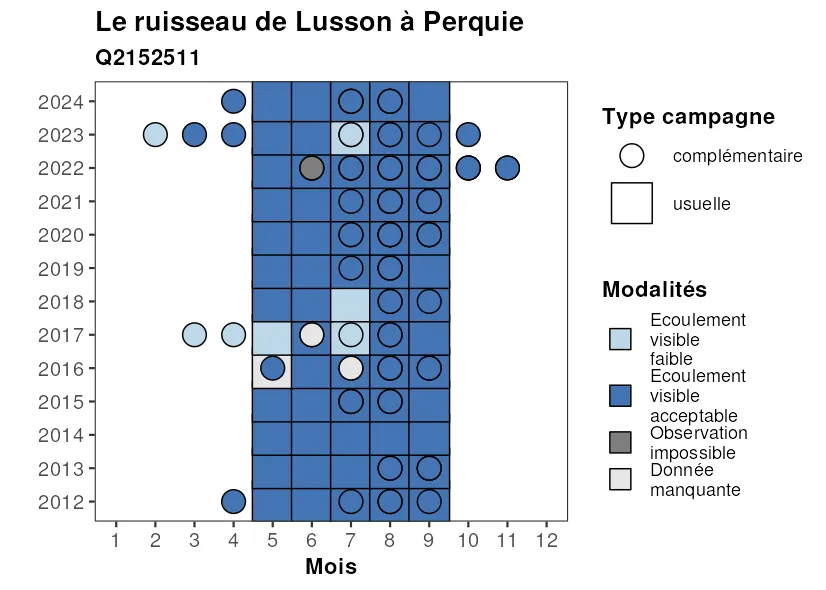 Le ruisseau de Lusson à Perquie
Q2152511
2024
2023
2022
2021
2020
2019
2018
2017
2016
2015
2014
2013
2012
1 2 3 4 5 6 7 8 9 10 11 12
Mois
Type campagne
complémentaire
usuelle
Modalités
Ecoulement
visible
faible
Ecoulement
visible
acceptable
Observation
impossible
Donnée
manquante